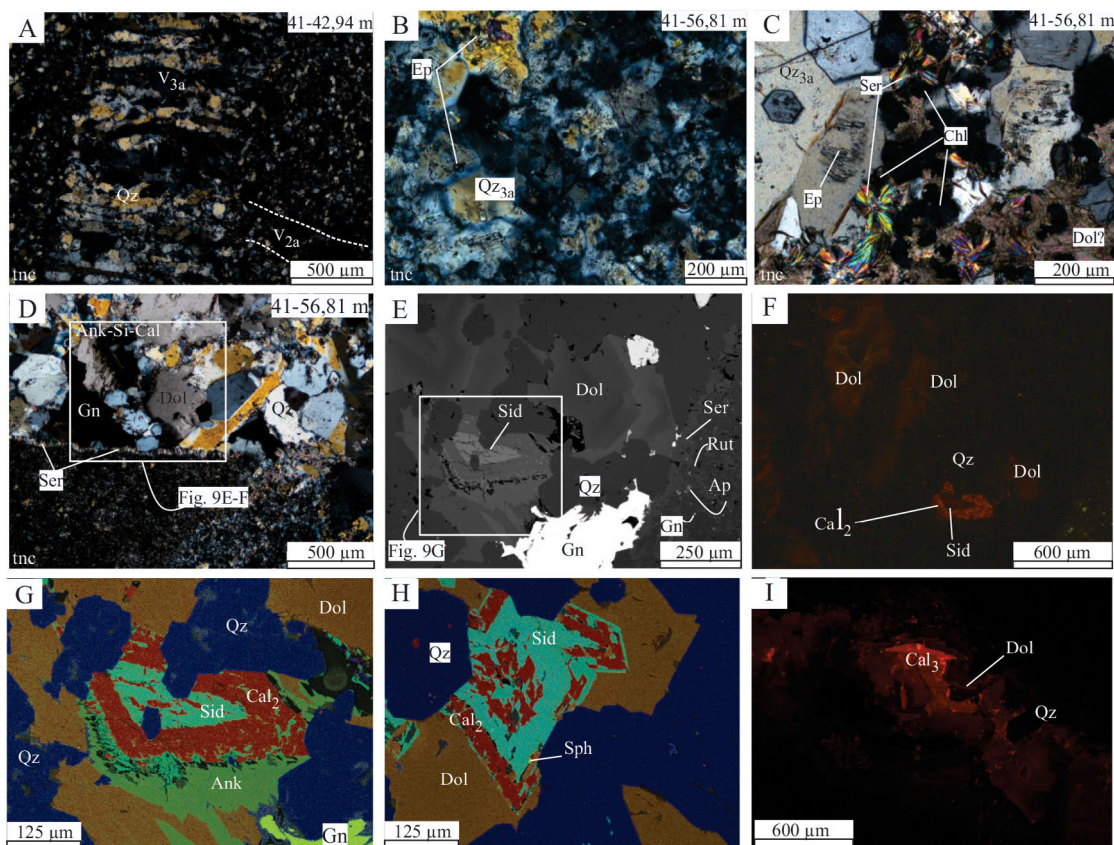 A
41-42,94 m
V3a
Qz
V2a
tnc
500 µm
B
41-56,81 m
Ep
Qz3a
tnc
200 µm
C
41-56,81 m
Qz3a
Ser
Chl
Ep
Dol?
tnc
200 µm
D
41-56,81 m
Ank-Si-Cal
Gn
Dol
Qz
Ser
Fig. 9E-F
tnc
500 µm
E
Dol
Sid
Ser
Rut
Qz
Ap
Gn
Gn
Fig. 9G
250 µm
F
Dol
Dol
Qz
Dol
Cal2
Sid
600 µm
G
Dol
Qz
Cal2
Sid
Qz
Ank
Gn
125 µm
H
Sid
Qz
Cal2
Sph
Dol
125 µm
I
Dol
Cal3
Qz
600 µm